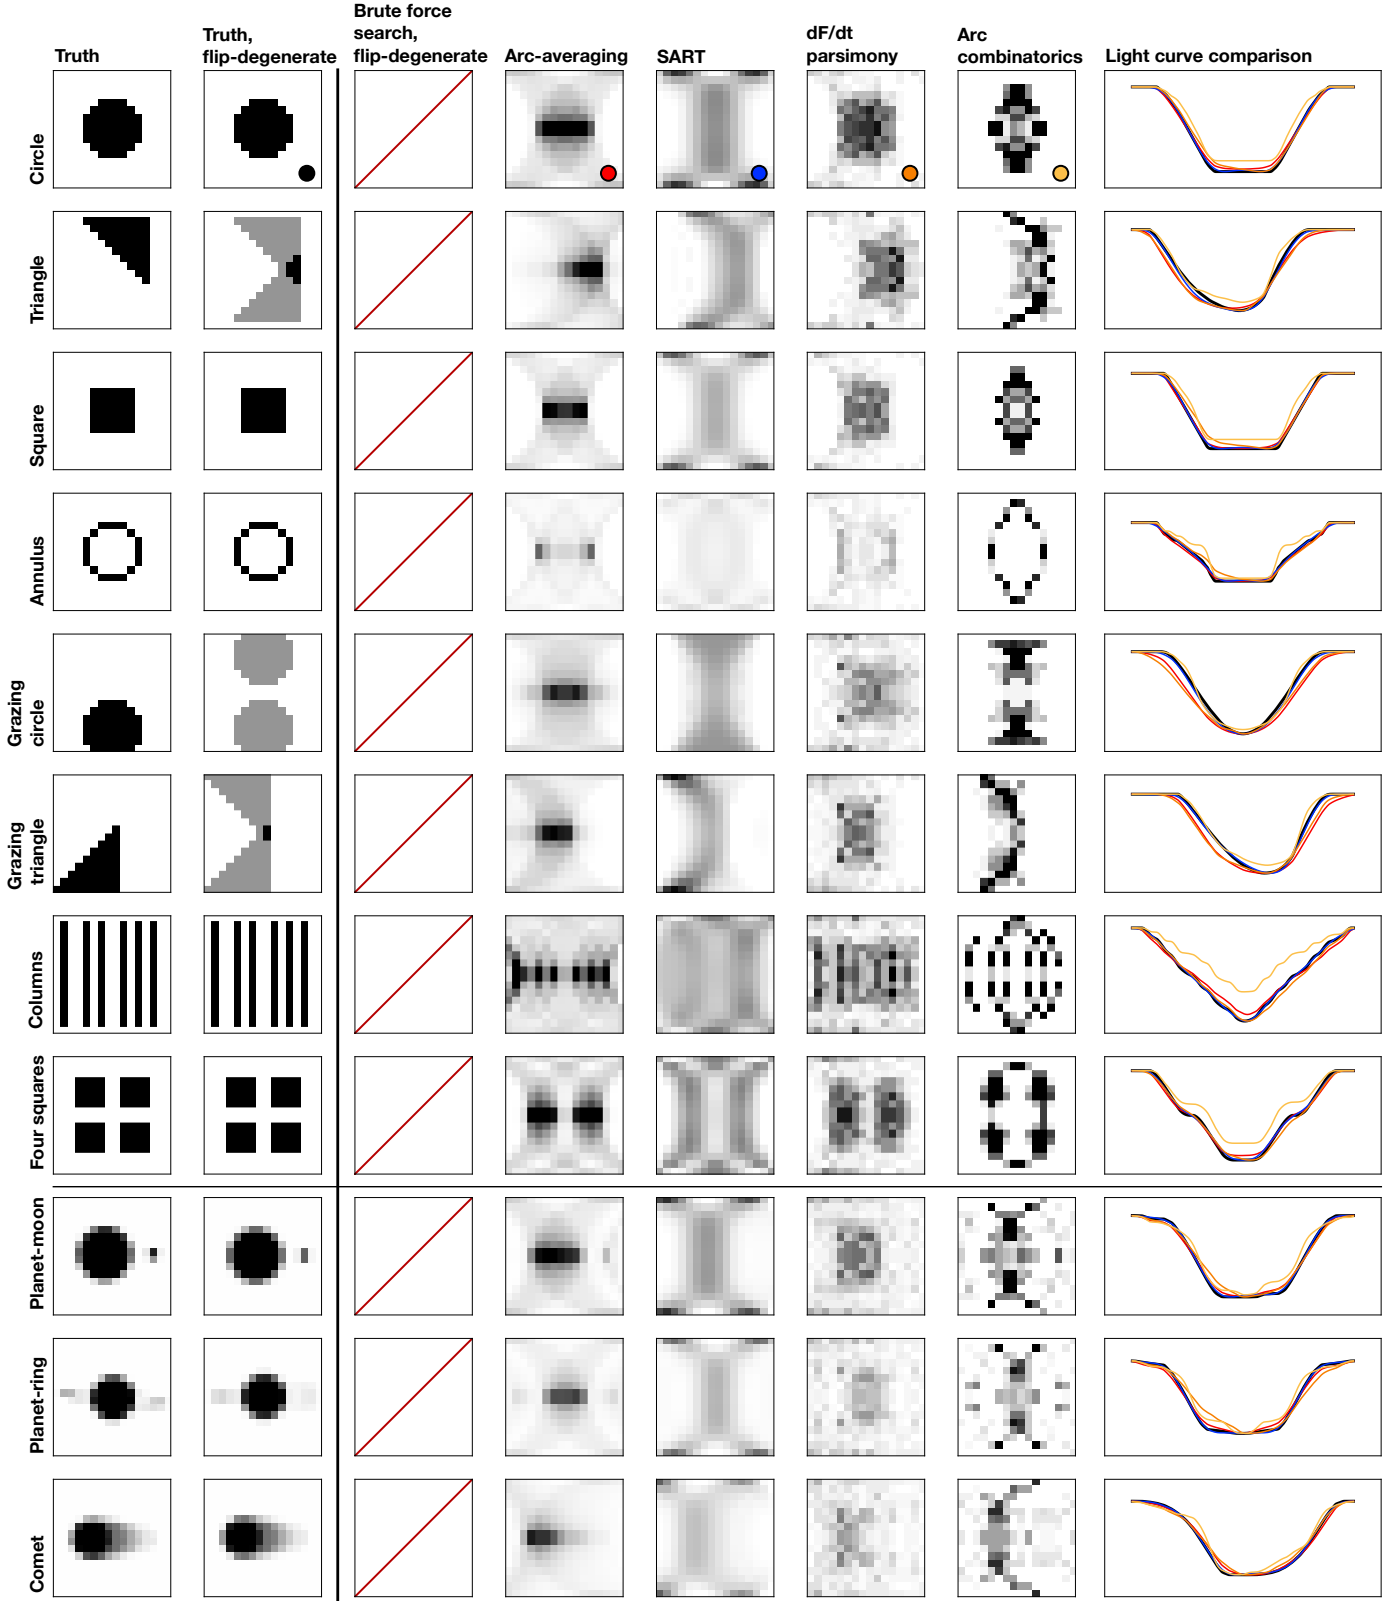 Truth
Truth,
flip-degenerate
Brute force
search,
flip-degenerate
Arc-averaging
SART
dF/dt
parsimony
Arc
combinatorics
Light curve comparison
Circle
Triangle
Square
Annulus
Grazing
circle
Grazing
triangle
Columns
Four squares
Planet-moon
Planet-ring
Comet